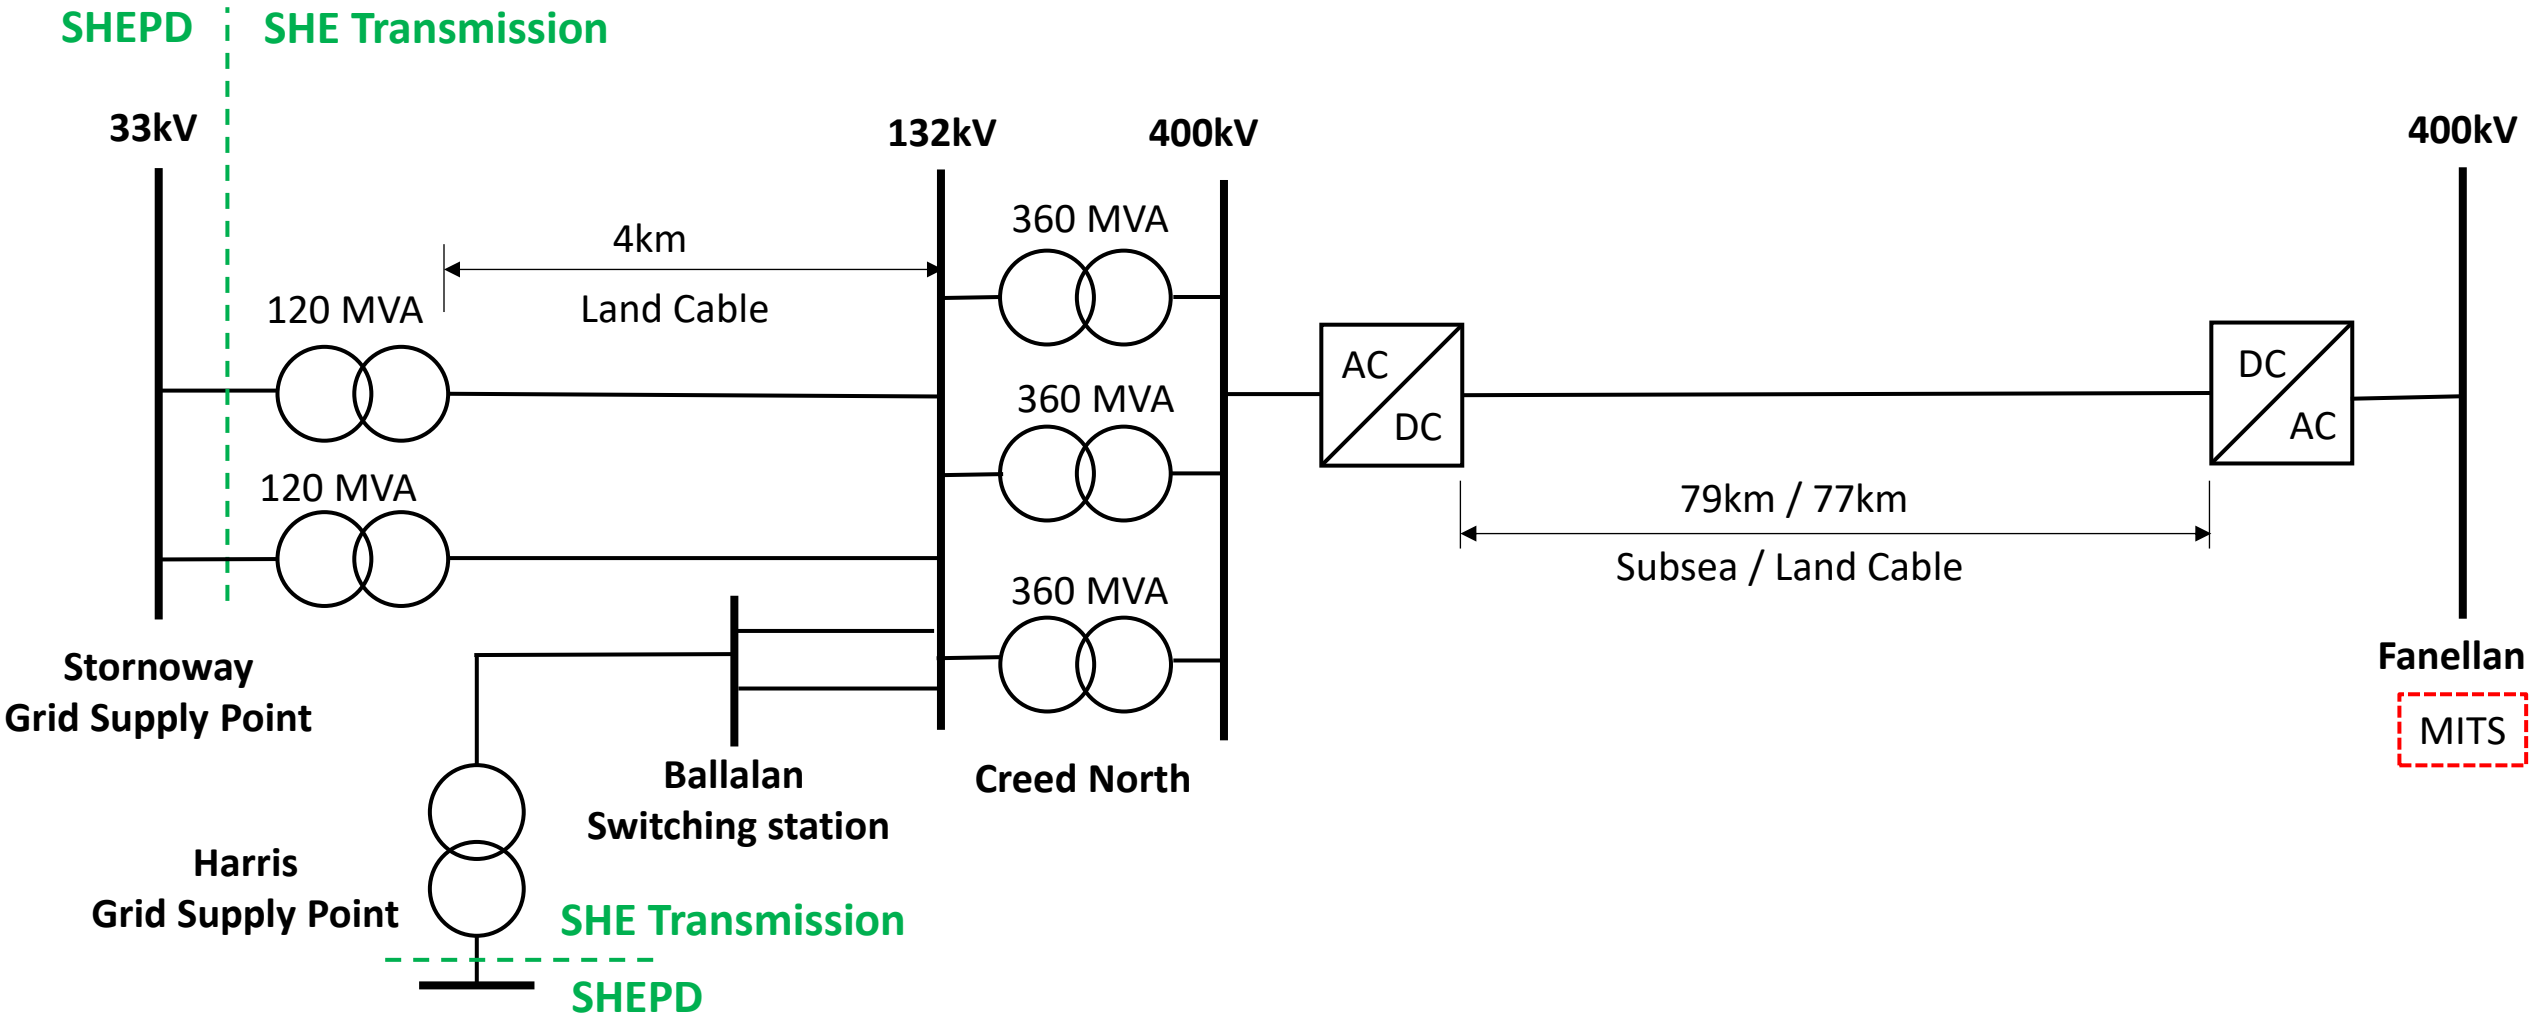 SHEPD
SHE Transmission
33kV
132kV
400kV
400kV
360 MVA
4km
Land Cable
120 MVA
360 MVA
120 MVA
360 MVA
AC
DC
DC
AC
79km / 77km
Subsea / Land Cable
Stornoway
Grid Supply Point
Ballalan
Switching station
Creed North
Fanellan
MITS
Harris
Grid Supply Point
SHE Transmission
SHEPD